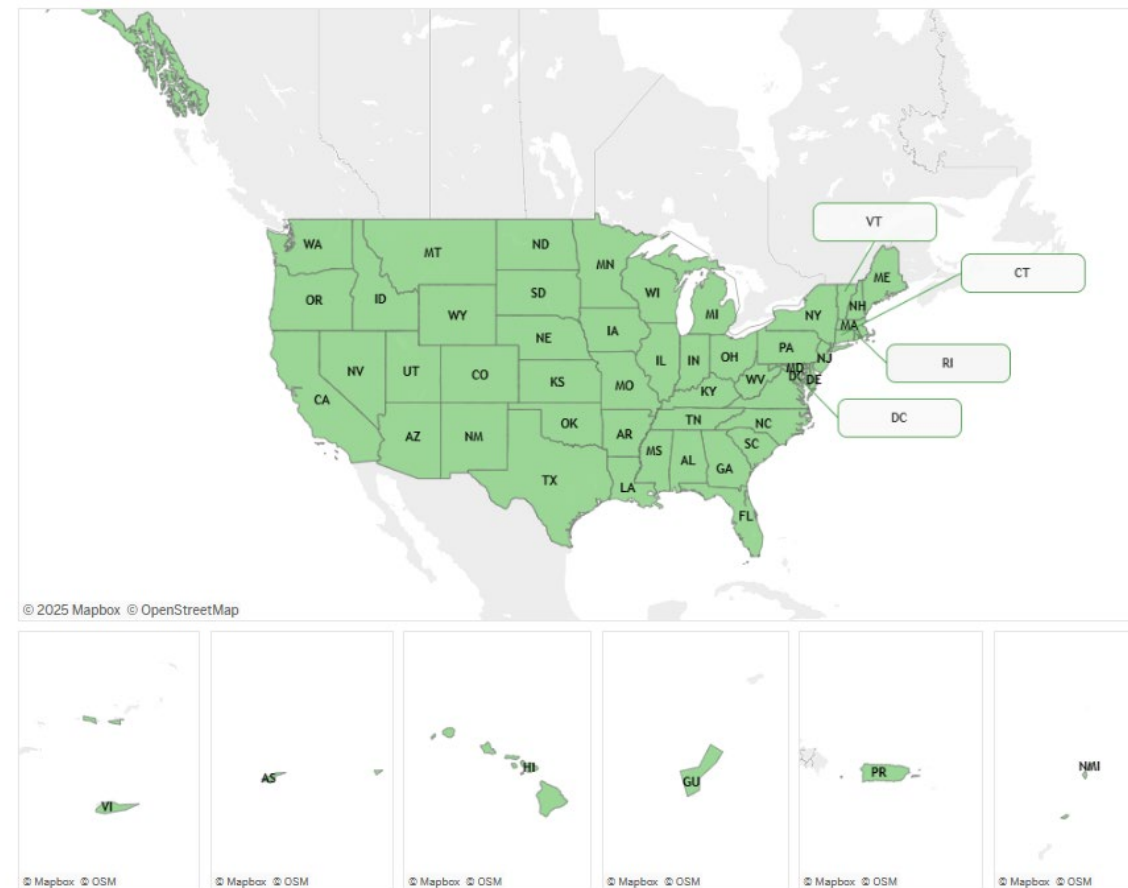 VT
WA
MT
ND
MN
ME
CT
OR
ID
SD
WI
MI
NY
NH
MA
WY
IA
NE
PA
NJ
RI
NV
UT
CO
IL
IN
OH
MD
DC
DE
KS
MO
KY
WV
CA
DC
OK
TN
NC
AZ
NM
AR
SC
MS
AL
GA
TX
LA
FL
© 2025 Mapbox © OpenStreetMap
VI
AS
HI
GU
PR
NMI
© Mapbox © OSM
© Mapbox © OSM
© Mapbox © OSM
© Mapbox © OSM
© Mapbox © OSM
© Mapbox © OSM